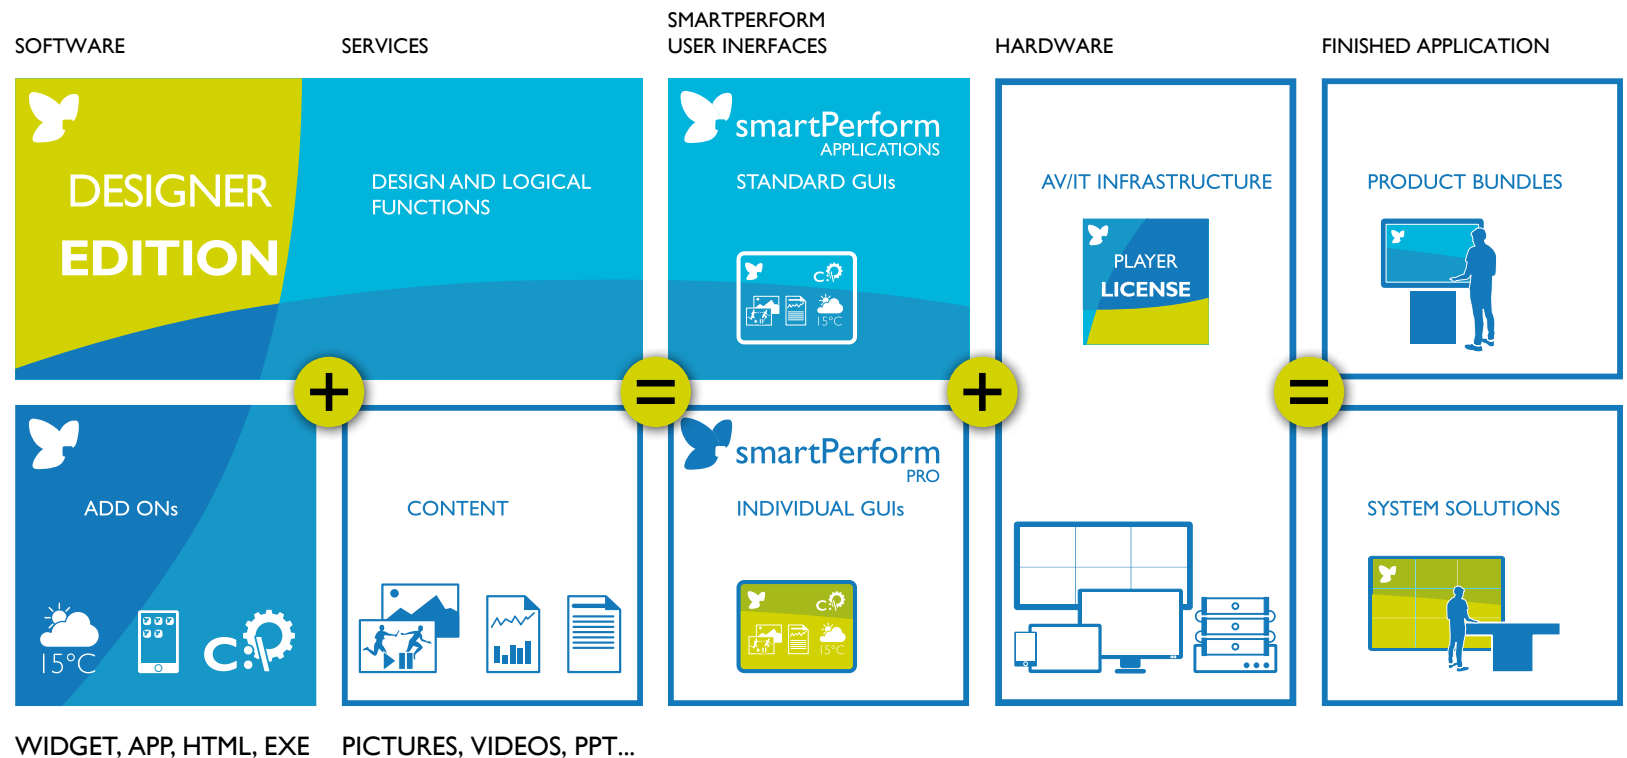 SOFTWARE
SERVICES
SMARTPERFORM
USER INERFACES
HARDWARE
FINISHED APPLICATION
DESIGNER
EDITION
DESIGN AND LOGICAL
FUNCTIONS
smartPerform
APPLICATIONS
STANDARD GUIs
c:
15°C
AV/IT INFRASTRUCTURE
PLAYER
LICENSE
PRODUCT BUNDLES
+
=
+
=
ADD ONs
15°C
c:
CONTENT
smartPerform
PRO
INDIVIDUAL GUIs
c:
15°C
SYSTEM SOLUTIONS
WIDGET, APP, HTML, EXE
PICTURES, VIDEOS, PPT...